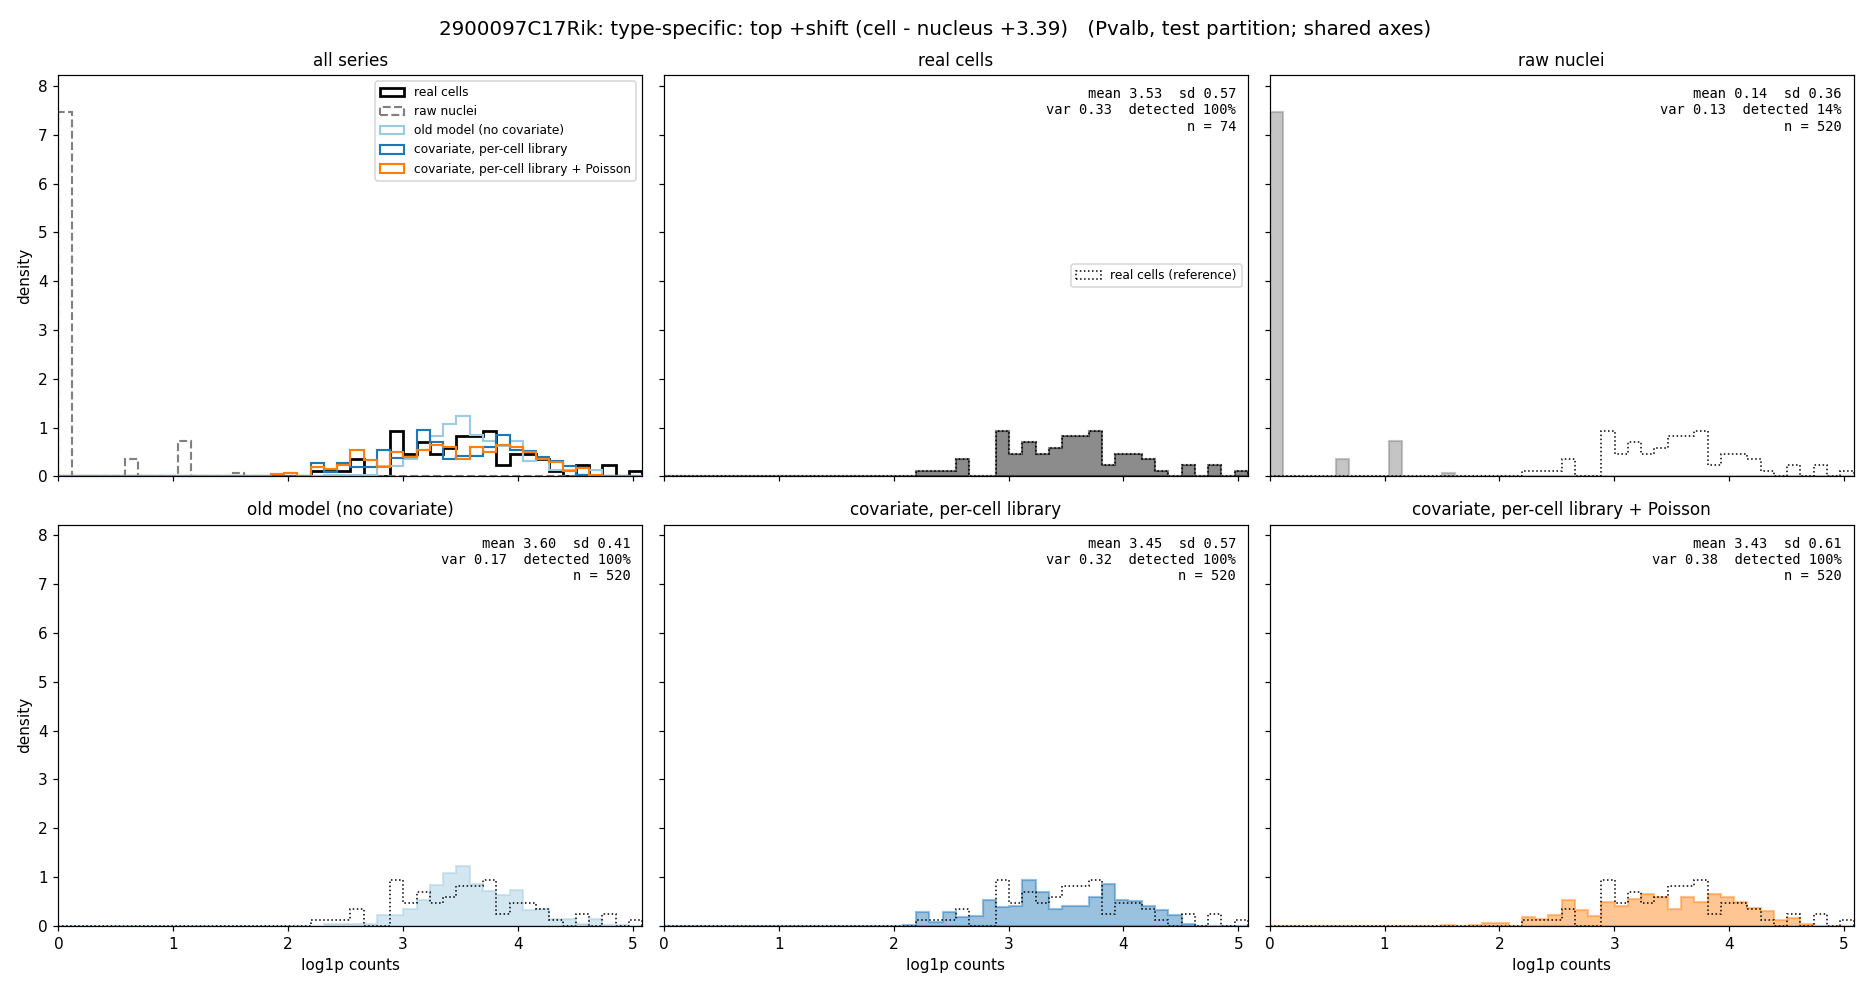 2900097C17Rik: type-specific: top +shift (cell - nucleus +3.39)   (Pvalb, test partition; shared axes)
all series
real cells
raw nuclei
old model (no covariate)
covariate, per-cell library
covariate, per-cell library + Poisson
8
7
6
5
4
3
2
1
0
0
1
2
3
4
5
density
real cells
mean 3.53  sd 0.57
var 0.33  detected 100%
n = 74
real cells (reference)
raw nuclei
mean 0.14  sd 0.36
var 0.13  detected 14%
n = 520
old model (no covariate)
mean 3.60  sd 0.41
var 0.17  detected 100%
n = 520
8
7
6
5
4
3
2
1
0
density
0 1 2 3 4 5
log1p counts
covariate, per-cell library
mean 3.45  sd 0.57
var 0.32  detected 100%
n = 520
0 1 2 3 4 5
log1p counts
covariate, per-cell library + Poisson
mean 3.43  sd 0.61
var 0.38  detected 100%
n = 520
0 1 2 3 4 5
log1p counts